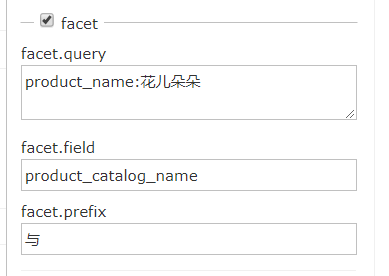 facet
facet.query
product_name:花儿朵朵
facet.field
product_catalog_name
facet.prefix
与